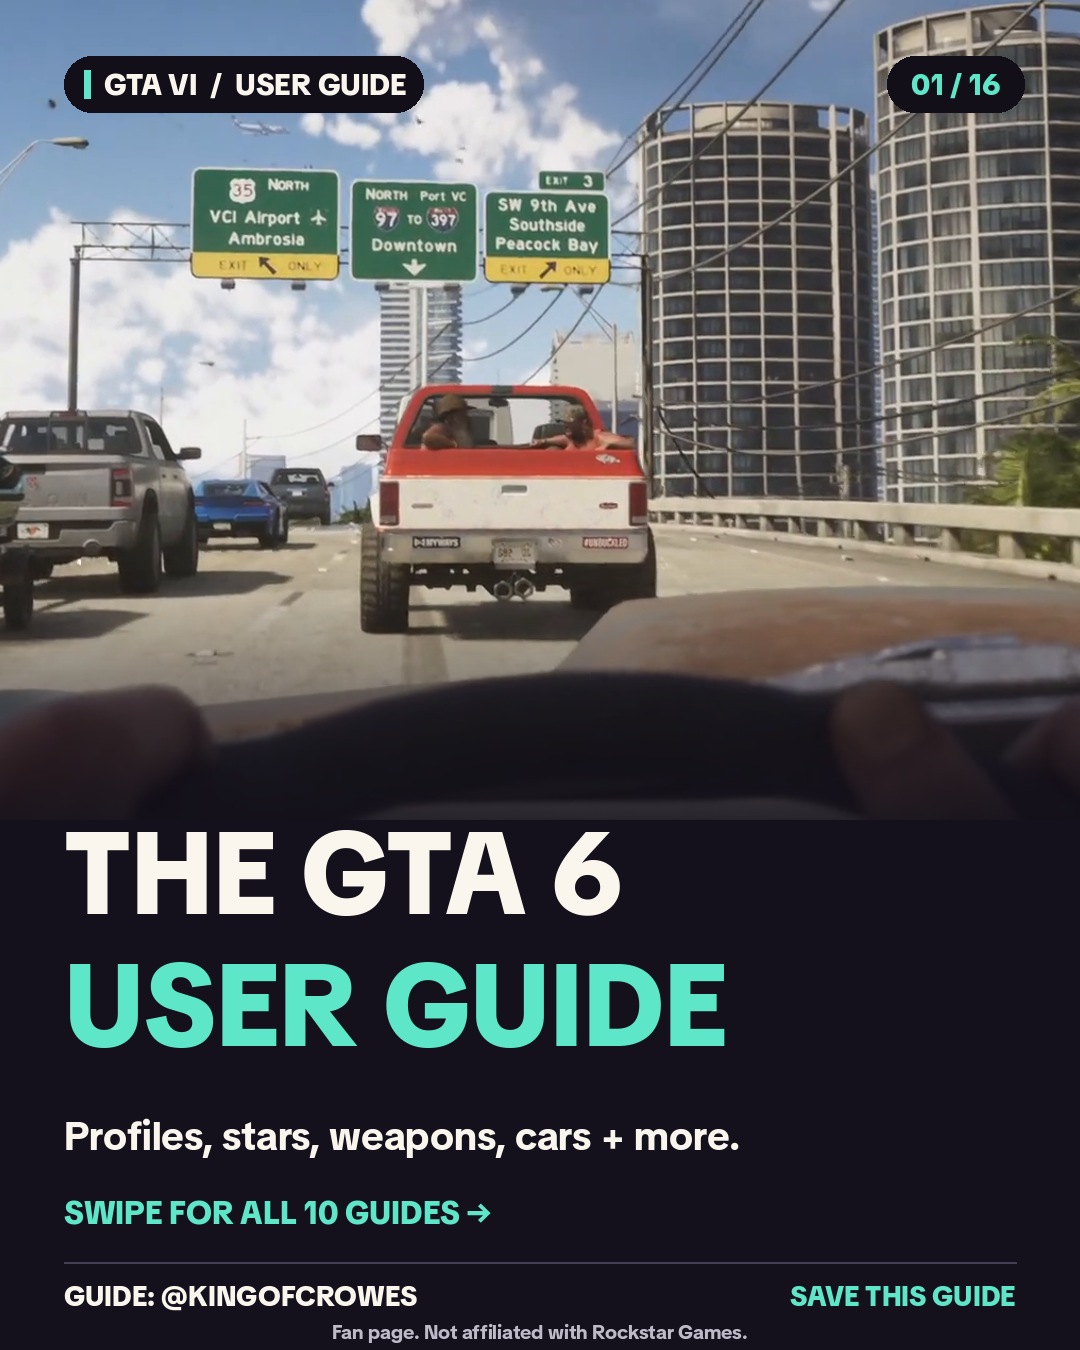 GTA VI / USER GUIDE
01 / 16
35 NORTH
VCI Airport
Ambrosia
EXIT ONLY
NORTH Port VC
97 TO 397
Downtown
EXIT 3
SW 9th Ave
Southside
Peacock Bay
EXIT ONLY
#UNBUCKLED
THE GTA 6
USER GUIDE
Profiles, stars, weapons, cars + more.
SWIPE FOR ALL 10 GUIDES →
GUIDE: @KINGOFCROWES
SAVE THIS GUIDE
Fan page. Not affiliated with Rockstar Games.